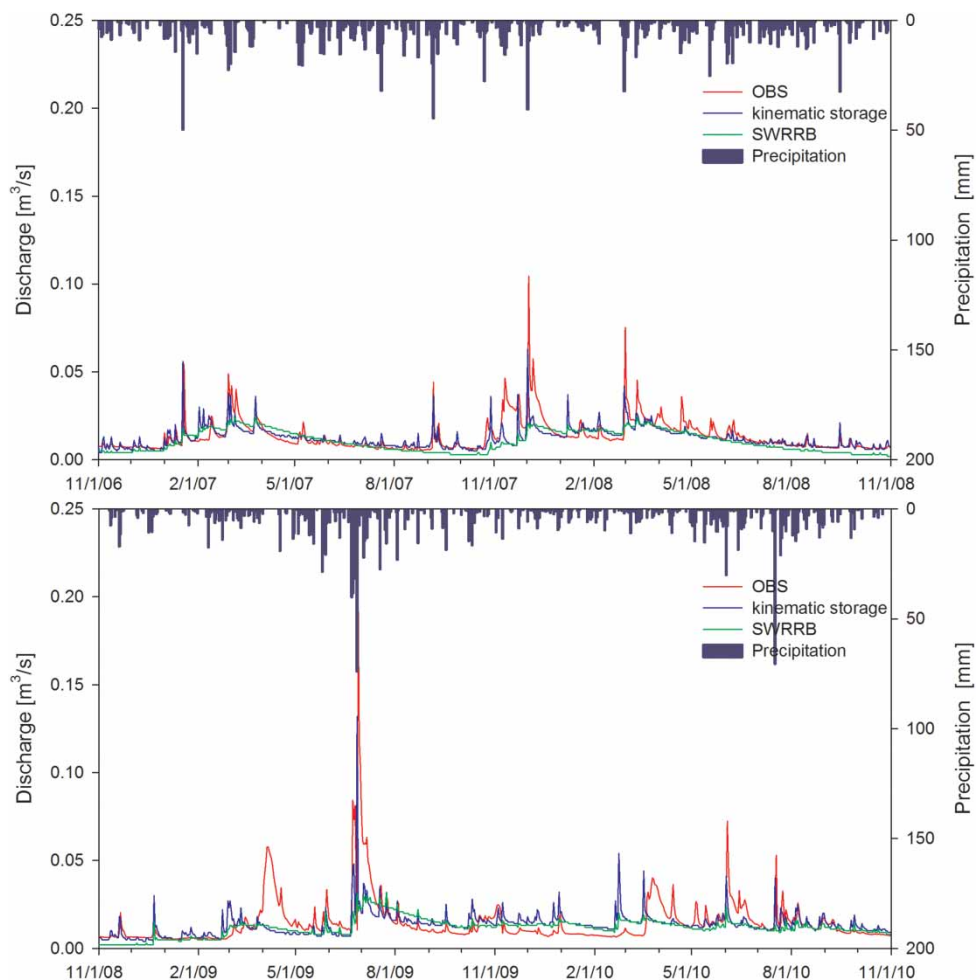 0.25
0.20
0.15
0.10
0.05
0.00
Discharge [m³/s]
OBS
kinematic storage
SWRRB
Precipitation
0
50
100
150
200
Precipitation [mm]
11/1/06 2/1/07 5/1/07 8/1/07 11/1/07 2/1/08 5/1/08 8/1/08 11/1/08
0.25
0.20
0.15
0.10
0.05
0.00
Discharge [m³/s]
OBS
kinematic storage
SWRRB
Precipitation
0
50
100
150
200
Precipitation [mm]
11/1/08 2/1/09 5/1/09 8/1/09 11/1/09 2/1/10 5/1/10 8/1/10